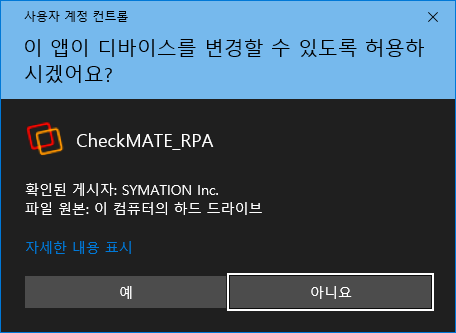 사용자 계정 컨트롤
이 앱이 디바이스를 변경할 수 있도록 허용하
시겠어요?
CheckMATE_RPA
확인된 게시자: SYMATION Inc.
파일 원본: 이 컴퓨터의 하드 드라이브
자세한 내용 표시
예
아니요